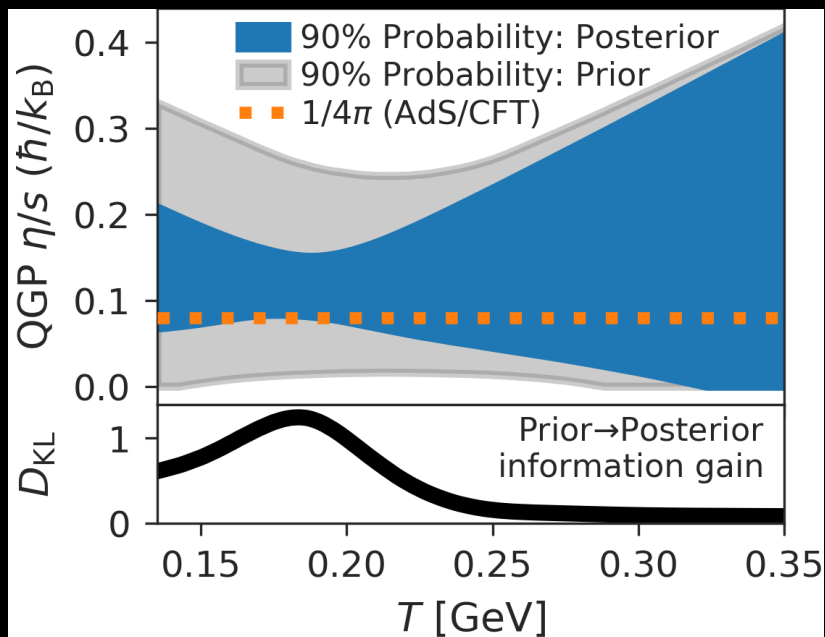 QGP η/s (ħ/k_B)
0.4
0.3
0.2
0.1
0.0
90% Probability: Posterior
90% Probability: Prior
1/4π (AdS/CFT)
D_KL
1
0
Prior→Posterior
information gain
0.15 0.20 0.25 0.30 0.35
T [GeV]